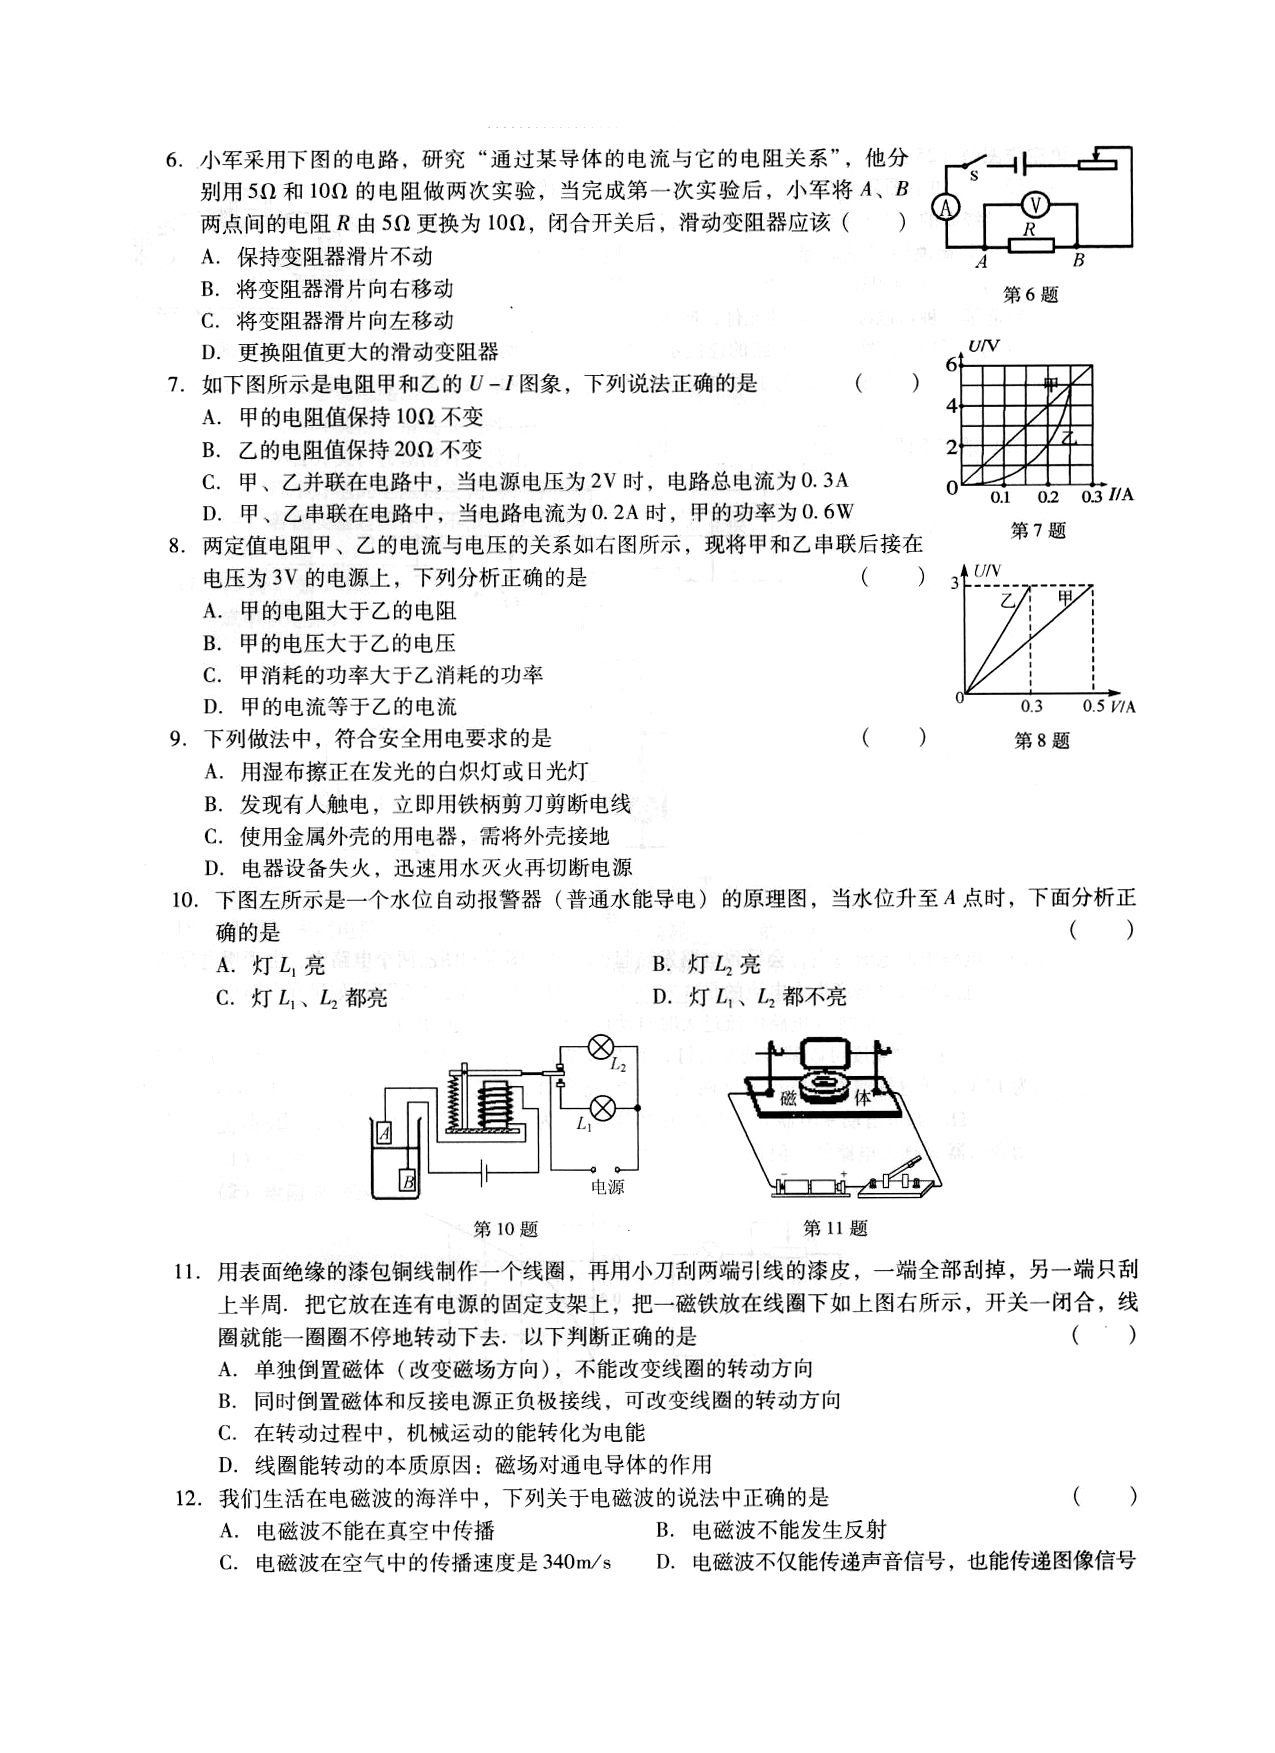 6. 小军采用下图的电路，研究“通过某导体的电流与它的电阻关系”，他分
别用5Ω和10Ω的电阻做两次实验，当完成第一次实验后，小军将A、B
两点间的电阻R由5Ω更换为10Ω，闭合开关后，滑动变阻器应该（　　）
A. 保持变阻器滑片不动
B. 将变阻器滑片向右移动
C. 将变阻器滑片向左移动
D. 更换阻值更大的滑动变阻器
S
A
V
R
A
B
第6题
7. 如下图所示是电阻甲和乙的U－I图象，下列说法正确的是（　　）
A. 甲的电阻值保持10Ω不变
B. 乙的电阻值保持20Ω不变
C. 甲、乙并联在电路中，当电源电压为2V时，电路总电流为0.3A
D. 甲、乙串联在电路中，当电路电流为0.2A时，甲的功率为0.6W
U/V
6
甲
4
乙
2
0 0.1 0.2 0.3 I/A
第7题
8. 两定值电阻甲、乙的电流与电压的关系如右图所示，现将甲和乙串联后接在
电压为3V的电源上，下列分析正确的是（　　）
A. 甲的电阻大于乙的电阻
B. 甲的电压大于乙的电压
C. 甲消耗的功率大于乙消耗的功率
D. 甲的电流等于乙的电流
U/V
3
乙 甲
0 0.3 0.5 V/A
第8题
9. 下列做法中，符合安全用电要求的是（　　）
A. 用湿布擦正在发光的白炽灯或日光灯
B. 发现有人触电，立即用铁柄剪刀剪断电线
C. 使用金属外壳的用电器，需将外壳接地
D. 电器设备失火，迅速用水灭火再切断电源
10. 下图左所示是一个水位自动报警器（普通水能导电）的原理图，当水位升至A点时，下面分析正
确的是（　　）
A. 灯L₁亮 B. 灯L₂亮
C. 灯L₁、L₂都亮 D. 灯L₁、L₂都不亮
L₂
L₁
A
B
电源
第10题
磁 体
－ +
第11题
11. 用表面绝缘的漆包铜线制作一个线圈，再用小刀刮两端引线的漆皮，一端全部刮掉，另一端只刮
上半周. 把它放在连有电源的固定支架上，把一磁铁放在线圈下如上图右所示，开关一闭合，线
圈就能一圈圈不停地转动下去. 以下判断正确的是（　　）
A. 单独倒置磁体（改变磁场方向），不能改变线圈的转动方向
B. 同时倒置磁体和反接电源正负极接线，可改变线圈的转动方向
C. 在转动过程中，机械运动的能转化为电能
D. 线圈能转动的本质原因：磁场对通电导体的作用
12. 我们生活在电磁波的海洋中，下列关于电磁波的说法中正确的是（　　）
A. 电磁波不能在真空中传播 B. 电磁波不能发生反射
C. 电磁波在空气中的传播速度是340m/s D. 电磁波不仅能传递声音信号，也能传递图像信号